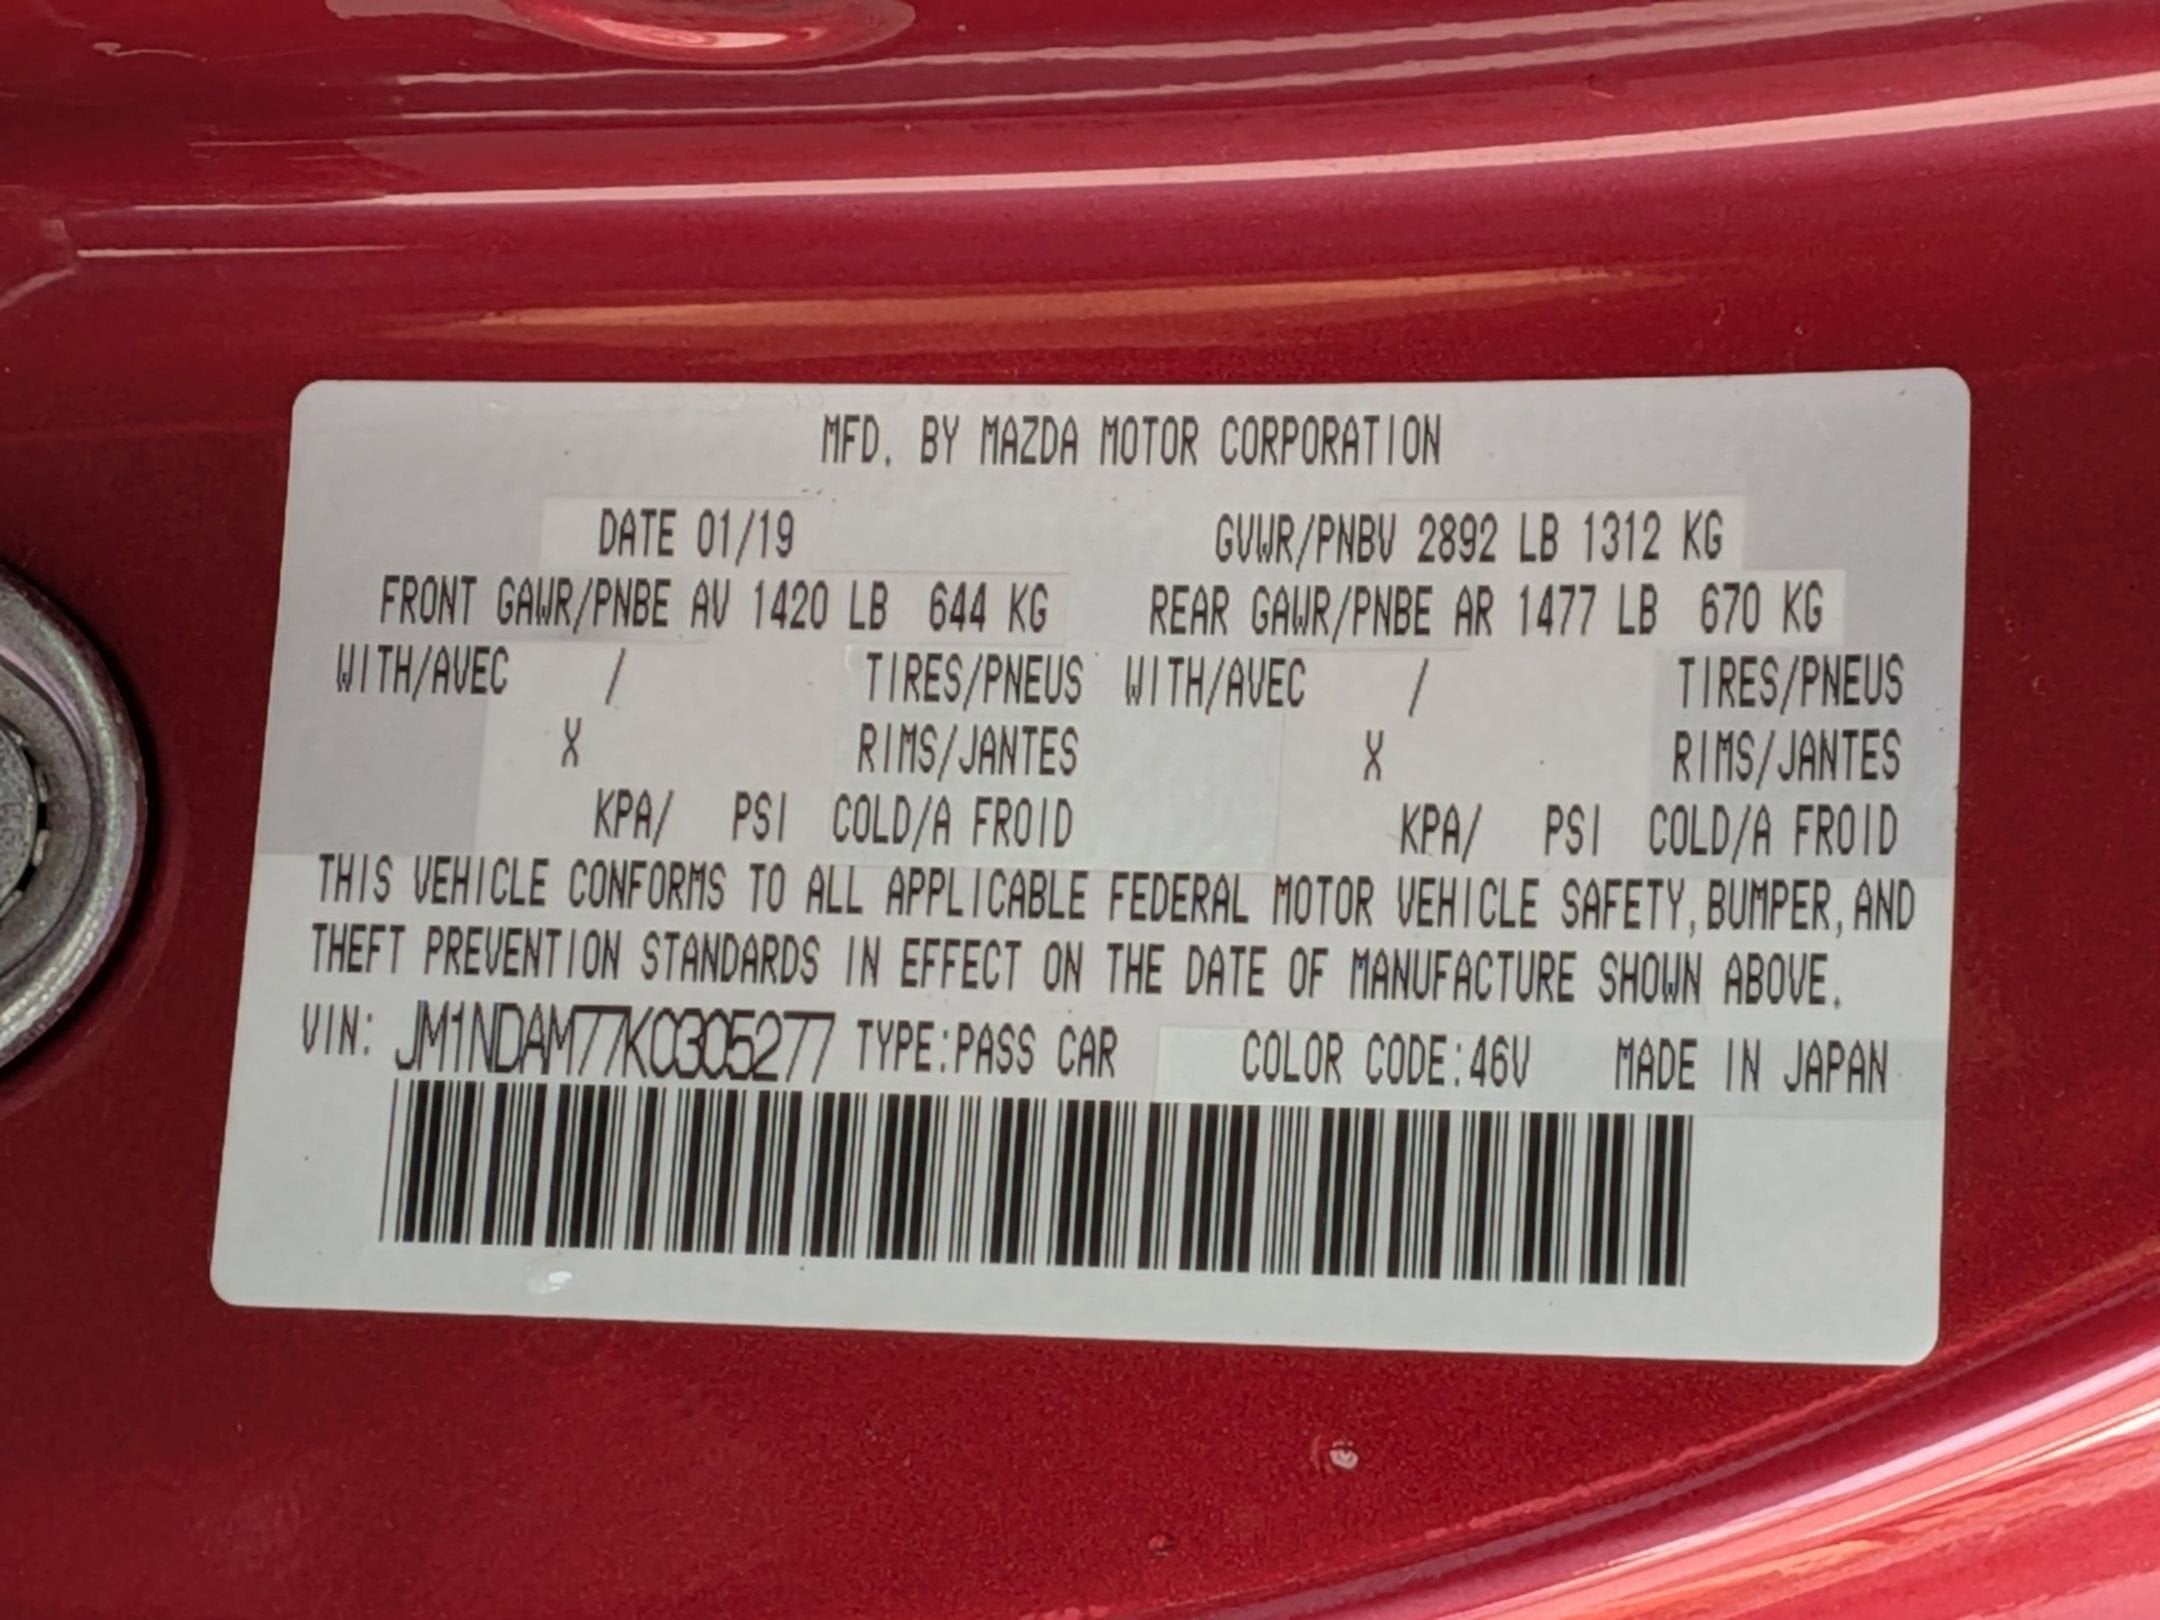 MFD. BY MAZDA MOTOR CORPORATION
DATE 01/19 GVWR/PNBV 2892 LB 1312 KG
FRONT GAWR/PNBE AV 1420 LB 644 KG REAR GAWR/PNBE AR 1477 LB 670 KG
WITH/AVEC / TIRES/PNEUS WITH/AVEC / TIRES/PNEUS
X RIMS/JANTES X RIMS/JANTES
KPA/ PSI COLD/A FROID KPA/ PSI COLD/A FROID
THIS VEHICLE CONFORMS TO ALL APPLICABLE FEDERAL MOTOR VEHICLE SAFETY,BUMPER,AND
THEFT PREVENTION STANDARDS IN EFFECT ON THE DATE OF MANUFACTURE SHOWN ABOVE.
VIN: JM1NDAM77K0305277 TYPE:PASS CAR COLOR CODE:46V MADE IN JAPAN